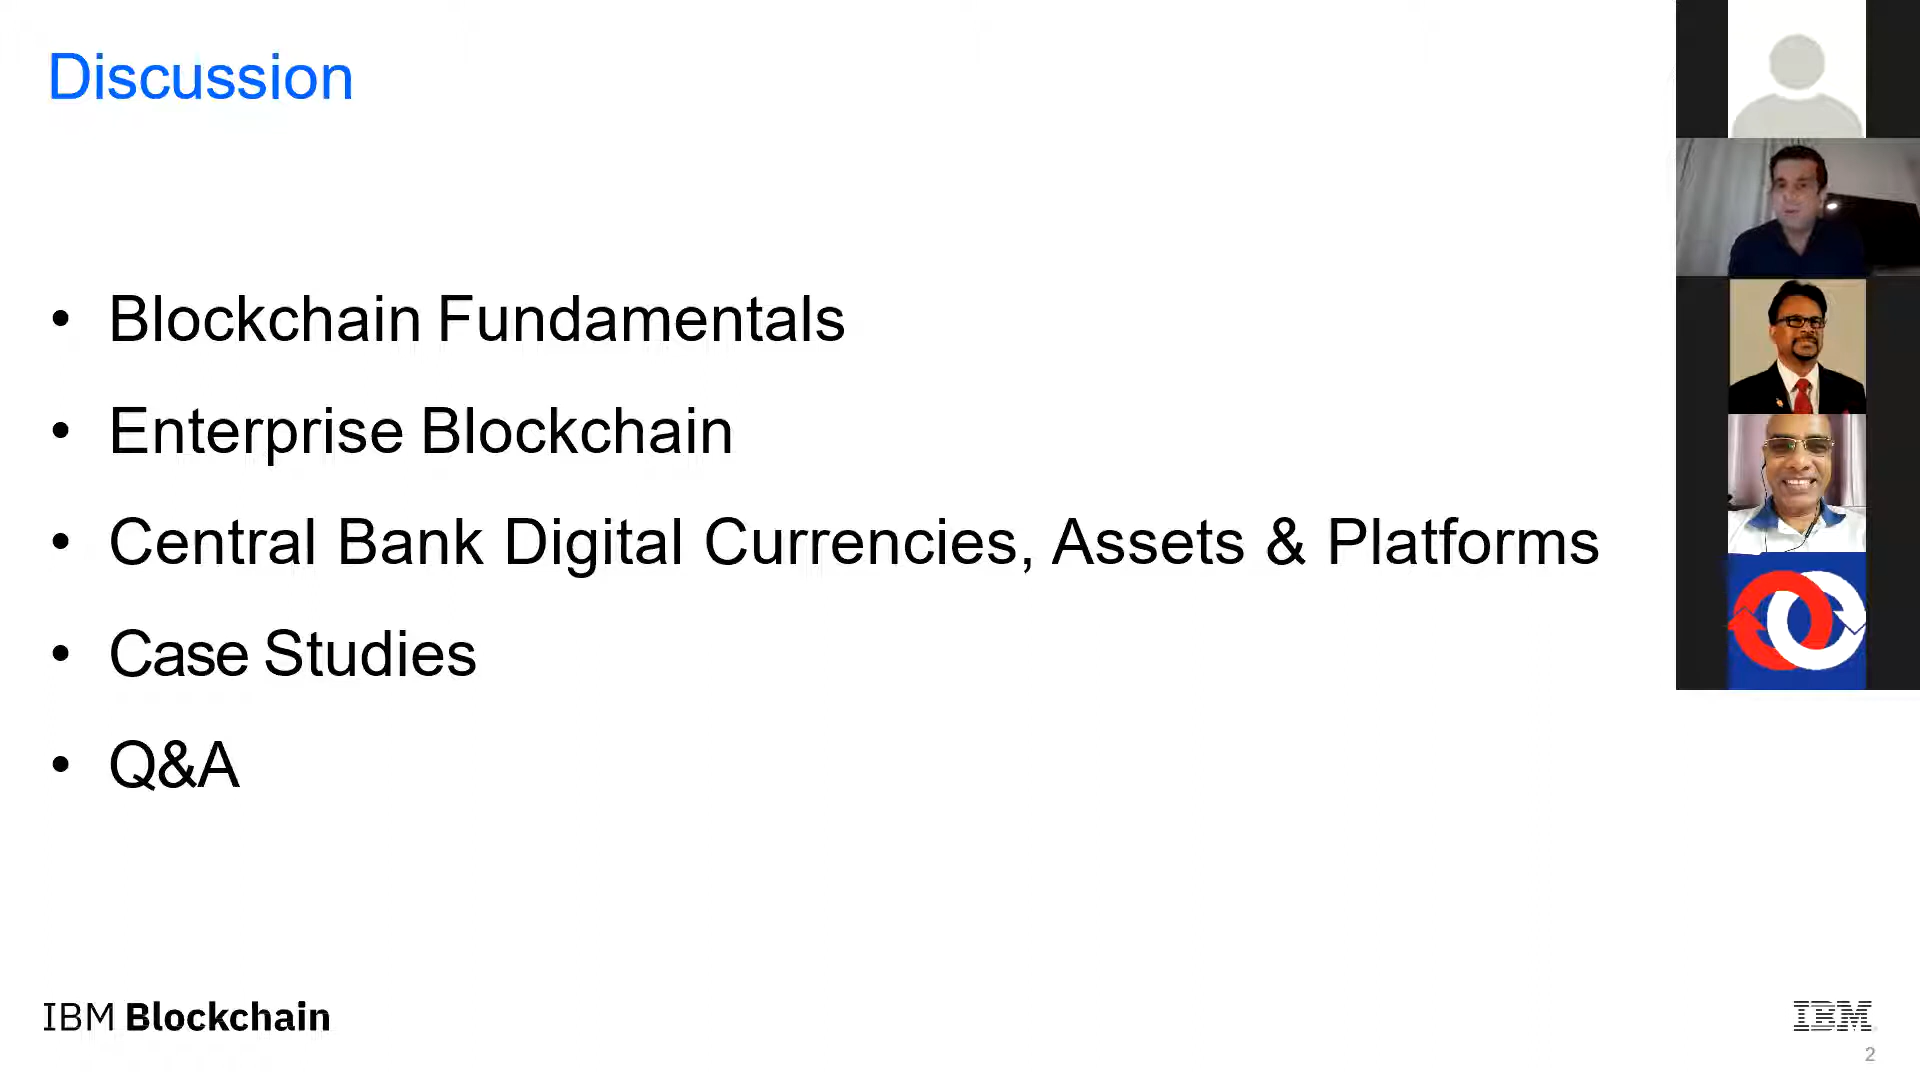 Discussion
• Blockchain Fundamentals
• Enterprise Blockchain
• Central Bank Digital Currencies, Assets & Platforms
• Case Studies
• Q&A
IBM Blockchain
IBM
2